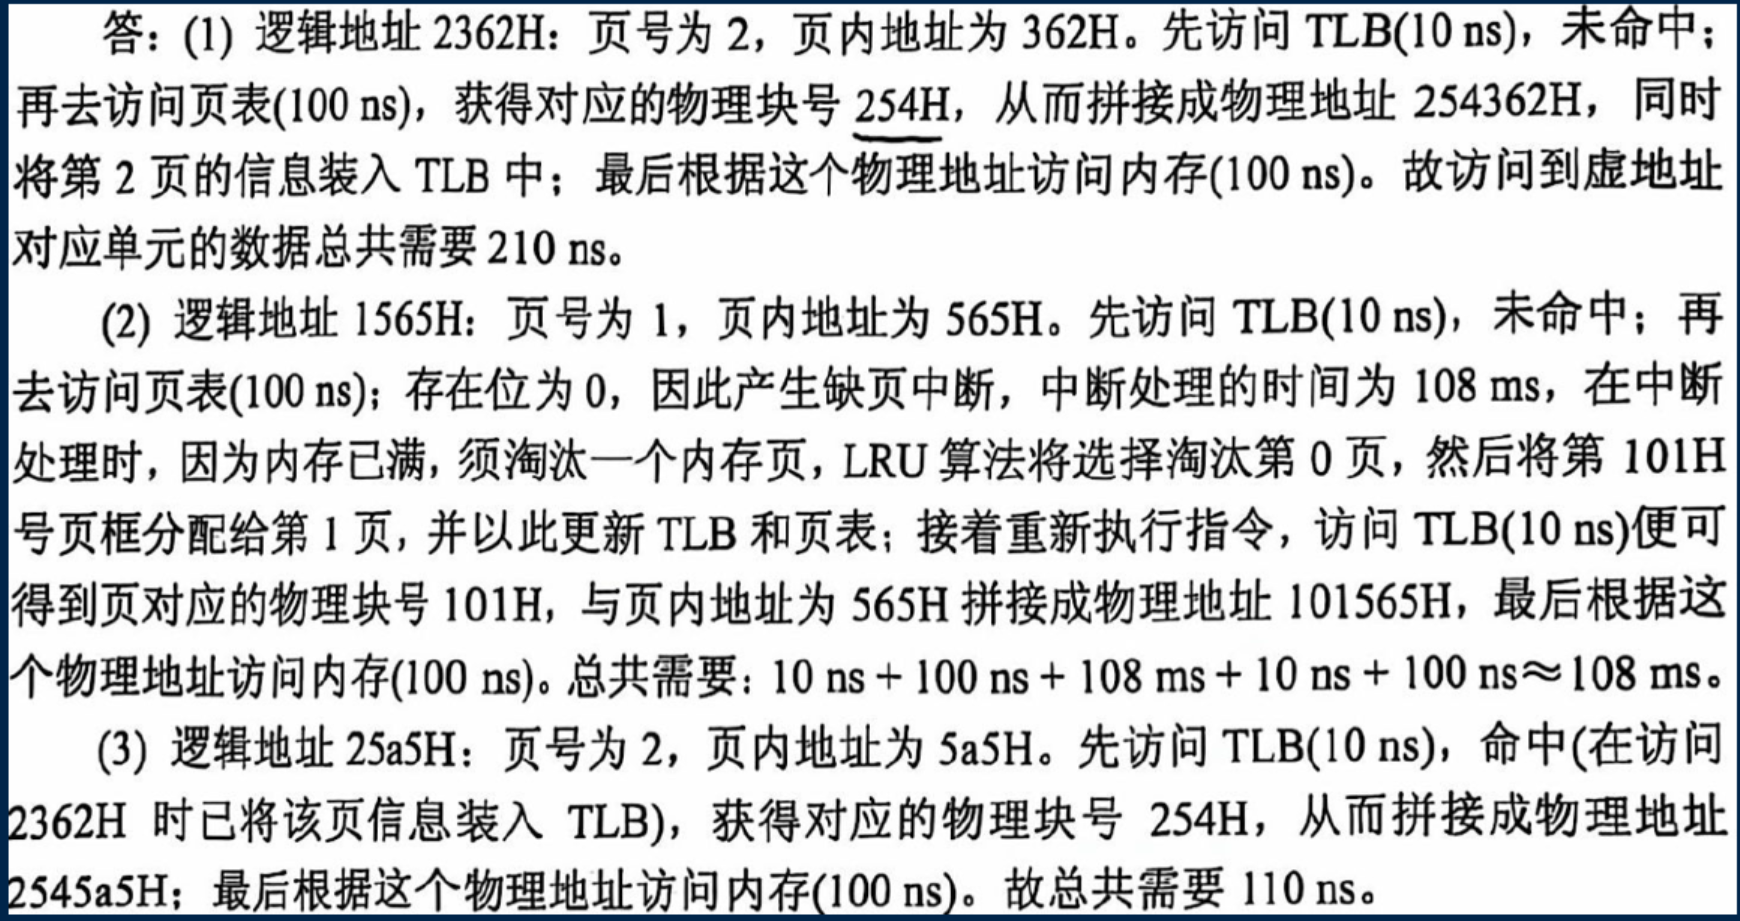 答：(1) 逻辑地址 2362H：页号为 2，页内地址为 362H。先访问 TLB(10 ns)，未命中；
再去访问页表(100 ns)，获得对应的物理块号 254H，从而拼接成物理地址 254362H，同时
将第 2 页的信息装入 TLB 中；最后根据这个物理地址访问内存(100 ns)。故访问到虚地址
对应单元的数据总共需要 210 ns。
(2) 逻辑地址 1565H：页号为 1，页内地址为 565H。先访问 TLB(10 ns)，未命中；再
去访问页表(100 ns)；存在位为 0，因此产生缺页中断，中断处理的时间为 108 ms，在中断
处理时，因为内存已满，须淘汰一个内存页，LRU 算法将选择淘汰第 0 页，然后将第 101H
号页框分配给第 1 页，并以此更新 TLB 和页表；接着重新执行指令，访问 TLB(10 ns)便可
得到页对应的物理块号 101H，与页内地址为 565H 拼接成物理地址 101565H，最后根据这
个物理地址访问内存(100 ns)。总共需要：10 ns + 100 ns + 108 ms + 10 ns + 100 ns≈108 ms。
(3) 逻辑地址 25a5H：页号为 2，页内地址为 5a5H。先访问 TLB(10 ns)，命中(在访问
2362H 时已将该页信息装入 TLB)，获得对应的物理块号 254H，从而拼接成物理地址
2545a5H；最后根据这个物理地址访问内存(100 ns)。故总共需要 110 ns。